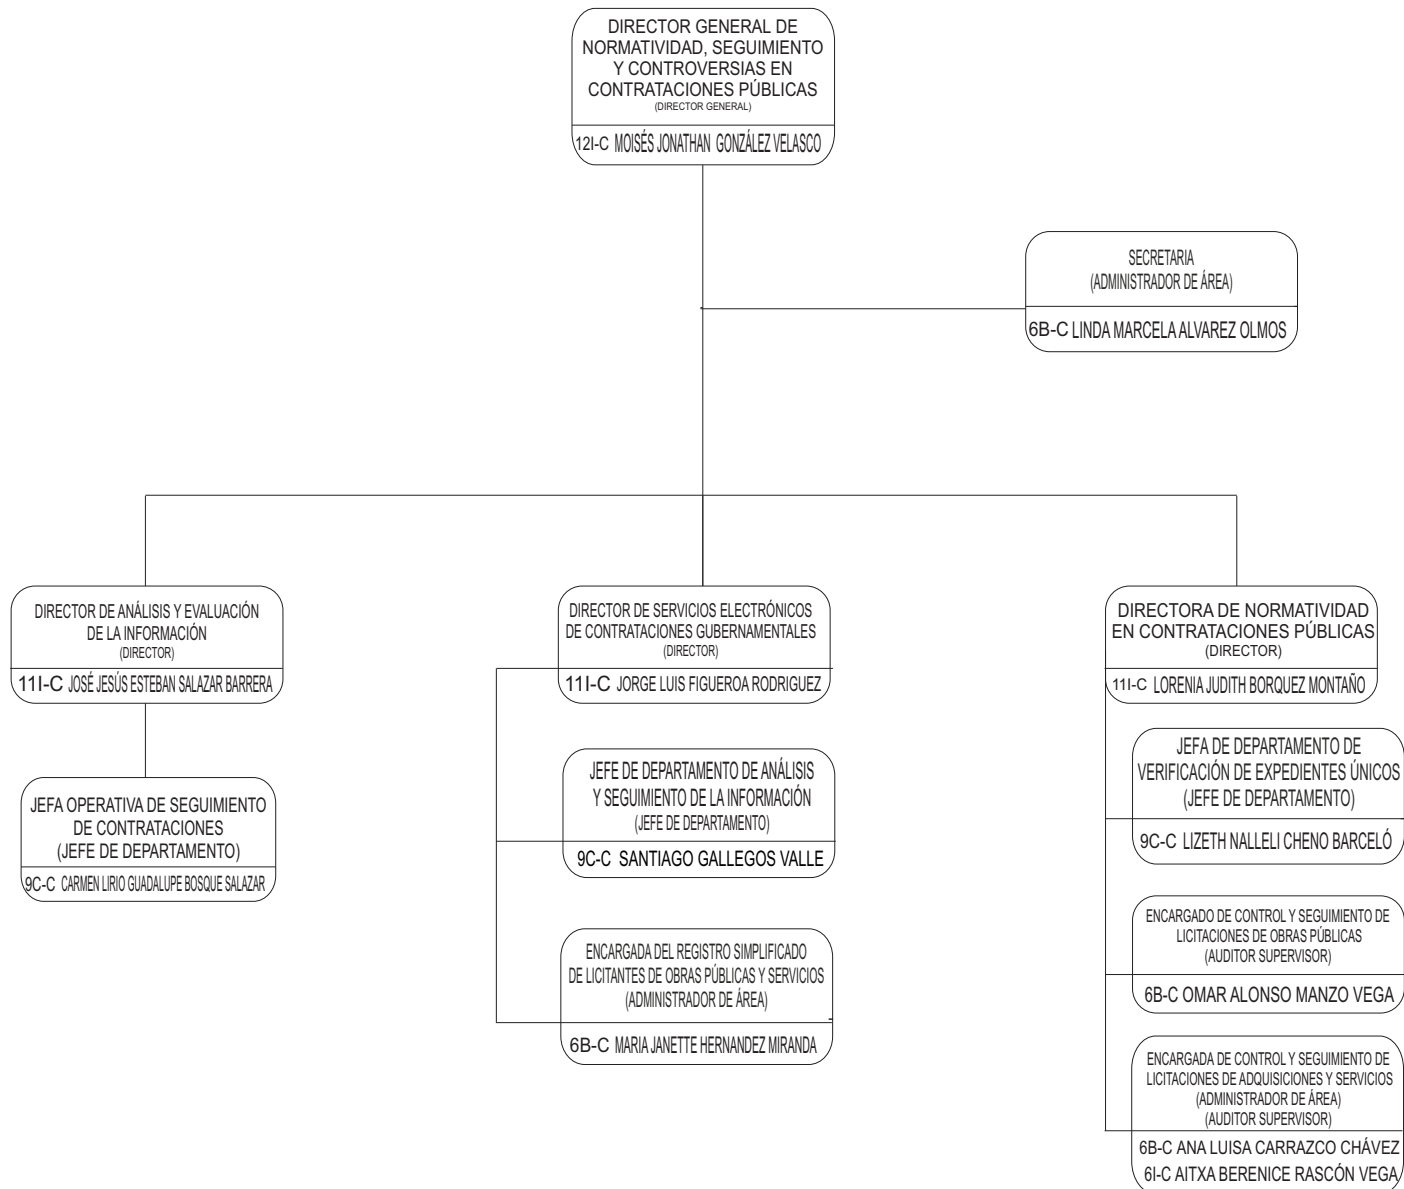 DIRECTOR GENERAL DE
NORMATIVIDAD, SEGUIMIENTO
Y CONTROVERSIAS EN
CONTRATACIONES PÚBLICAS
(DIRECTOR GENERAL)
12I-C MOISÉS JONATHAN GONZÁLEZ VELASCO
SECRETARIA
(ADMINISTRADOR DE ÁREA)
6B-C LINDA MARCELA ALVAREZ OLMOS
DIRECTOR DE ANÁLISIS Y EVALUACIÓN
DE LA INFORMACIÓN
(DIRECTOR)
11I-C JOSÉ JESÚS ESTEBAN SALAZAR BARRERA
JEFA OPERATIVA DE SEGUIMIENTO
DE CONTRATACIONES
(JEFE DE DEPARTAMENTO)
9C-C CARMEN LIRIO GUADALUPE BOSQUE SALAZAR
DIRECTOR DE SERVICIOS ELECTRÓNICOS
DE CONTRATACIONES GUBERNAMENTALES
(DIRECTOR)
11I-C JORGE LUIS FIGUEROA RODRIGUEZ
JEFE DE DEPARTAMENTO DE ANÁLISIS
Y SEGUIMIENTO DE LA INFORMACIÓN
(JEFE DE DEPARTAMENTO)
9C-C SANTIAGO GALLEGOS VALLE
ENCARGADA DEL REGISTRO SIMPLIFICADO
DE LICITANTES DE OBRAS PÚBLICAS Y SERVICIOS
(ADMINISTRADOR DE ÁREA)
6B-C MARIA JANETTE HERNANDEZ MIRANDA
DIRECTORA DE NORMATIVIDAD
EN CONTRATACIONES PÚBLICAS
(DIRECTOR)
11I-C LORENIA JUDITH BORQUEZ MONTAÑO
JEFA DE DEPARTAMENTO DE
VERIFICACIÓN DE EXPEDIENTES ÚNICOS
(JEFE DE DEPARTAMENTO)
9C-C LIZETH NALLELI CHENO BARCELÓ
ENCARGADO DE CONTROL Y SEGUIMIENTO DE
LICITACIONES DE OBRAS PÚBLICAS
(AUDITOR SUPERVISOR)
6B-C OMAR ALONSO MANZO VEGA
ENCARGADA DE CONTROL Y SEGUIMIENTO DE
LICITACIONES DE ADQUISICIONES Y SERVICIOS
(ADMINISTRADOR DE ÁREA)
(AUDITOR SUPERVISOR)
6B-C ANA LUISA CARRAZCO CHÁVEZ
6I-C AITXA BERENICE RASCÓN VEGA